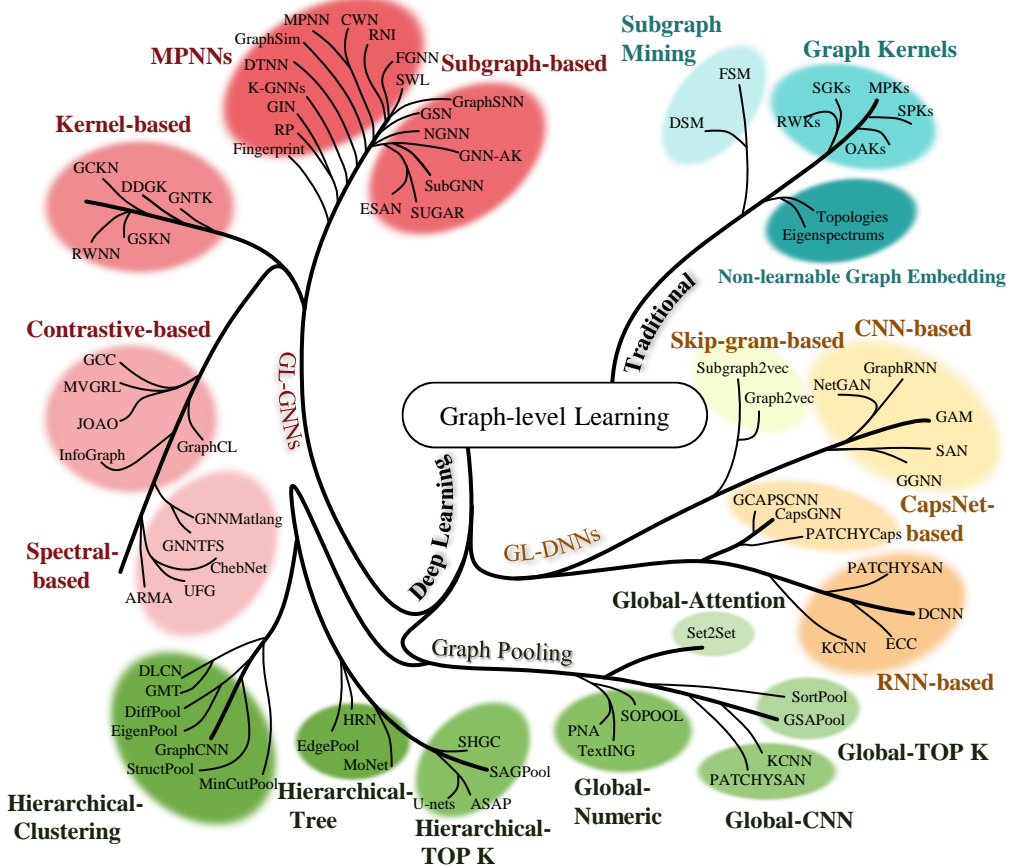 Graph-level Learning
Traditional
Subgraph
Mining
FSM
DSM
Graph Kernels
SGKs
MPKs
RWKs
SPKs
OAKs
Topologies
Eigenspectrums
Non-learnable Graph Embedding
Deep Learning
GL-DNNs
Skip-gram-based
Subgraph2vec
Graph2vec
CNN-based
GraphRNN
NetGAN
GAM
SAN
GGNN
CapsNet-
based
GCAPSCNN
CapsGNN
PATCHYCaps
PATCHYSAN
DCNN
ECC
KCNN
RNN-based
GL-GNNs
MPNNs
MPNN
CWN
RNI
GraphSim
FGNN
DTNN
SWL
K-GNNs
GIN
RP
Fingerprint
Subgraph-based
GraphSNN
GSN
NGNN
GNN-AK
SubGNN
ESAN
SUGAR
Kernel-based
GCKN
DDGK
GNTK
GSKN
RWNN
Contrastive-based
GCC
MVGRL
JOAO
GraphCL
InfoGraph
Spectral-
based
GNNMatlang
GNNTFS
ChebNet
UFG
ARMA
Graph Pooling
Global-Attention
Set2Set
SortPool
GSAPool
Global-TOP K
KCNN
PATCHYSAN
Global-CNN
SOPOOL
PNA
TextING
Global-
Numeric
DLCN
GMT
DiffPool
EigenPool
GraphCNN
StructPool
MinCutPool
Hierarchical-
Clustering
HRN
EdgePool
MoNet
Hierarchical-
Tree
SHGC
SAGPool
U-nets
ASAP
Hierarchical-
TOP K